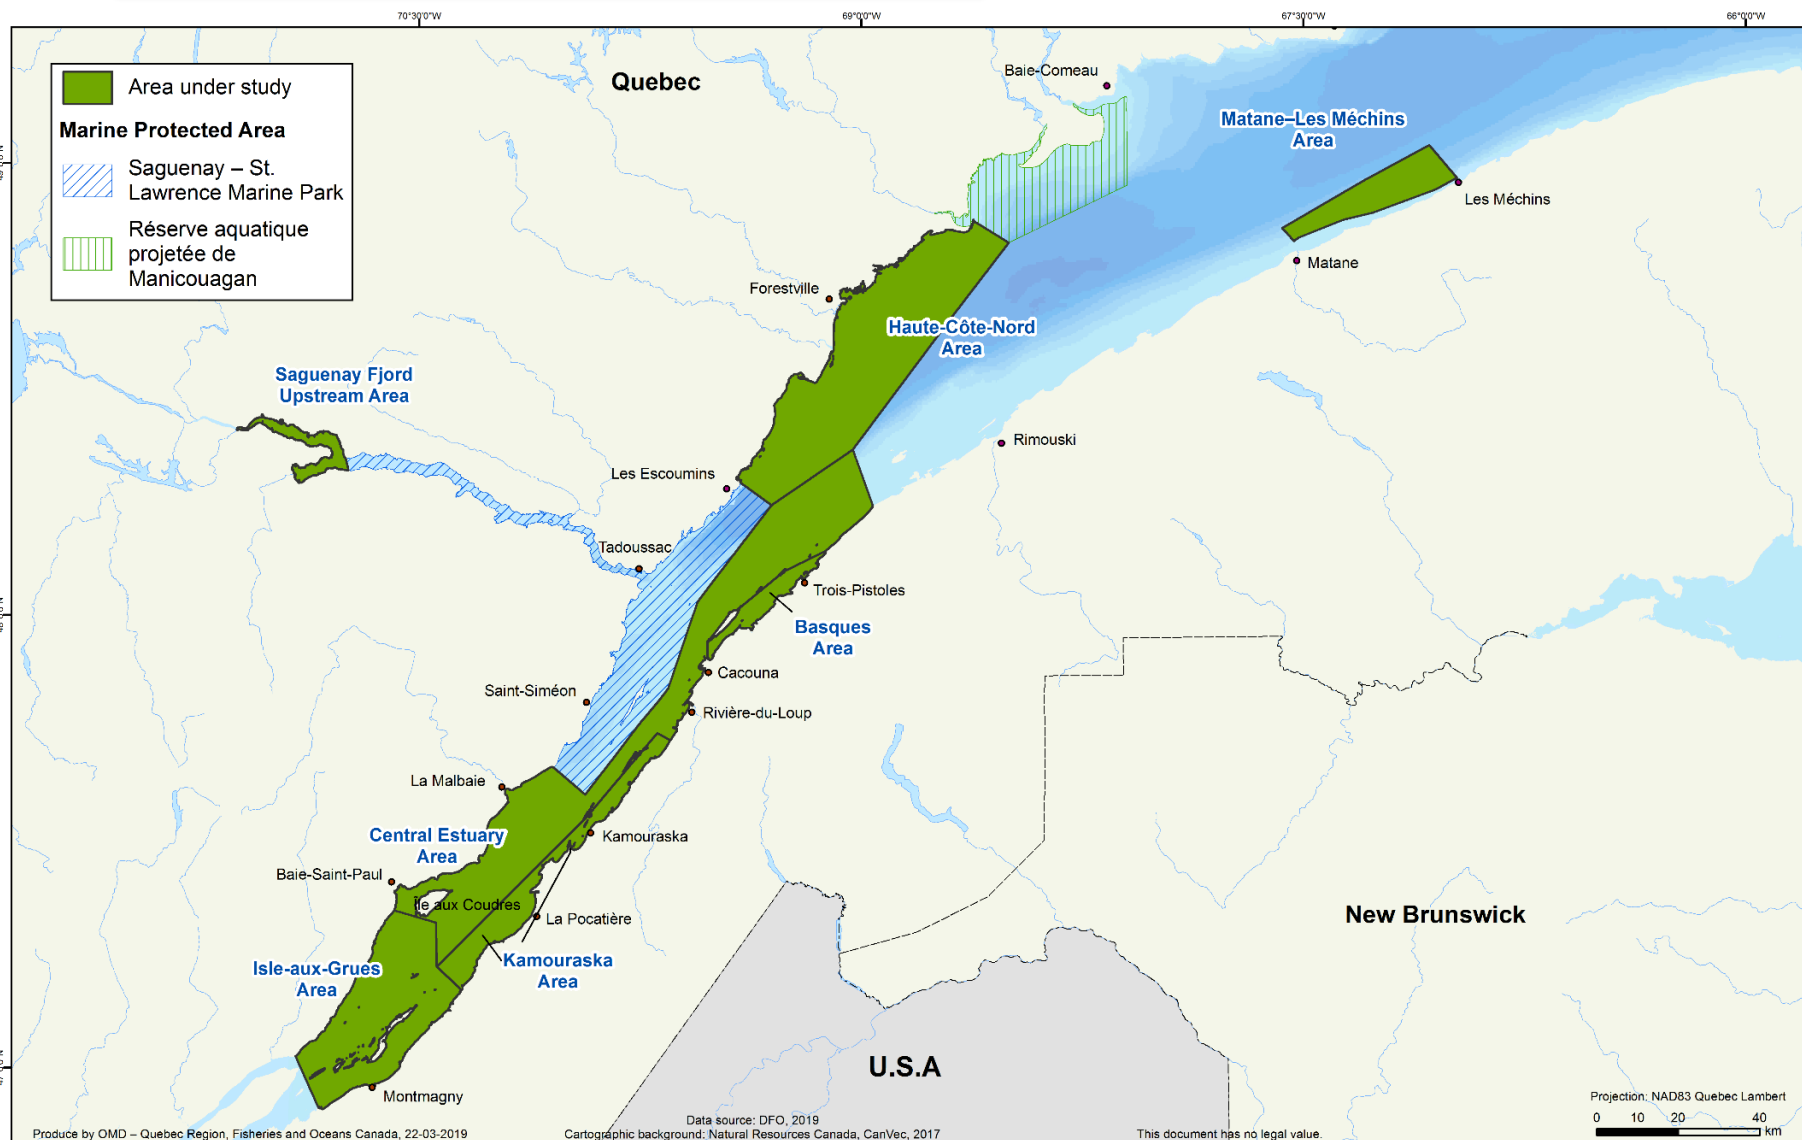 70°30'0"W
69°0'0"W
67°30'0"W
66°0'0"W
Area under study
Marine Protected Area
Saguenay – St.
Lawrence Marine Park
Réserve aquatique
projetée de
Manicouagan
Quebec
Baie-Comeau
Matane–Les Méchins
Area
Les Méchins
Matane
Forestville
Haute-Côte-Nord
Area
Saguenay Fjord
Upstream Area
Rimouski
Les Escoumins
Tadoussac
Trois-Pistoles
Basques
Area
Cacouna
Saint-Siméon
Rivière-du-Loup
La Malbaie
Central Estuary
Area
Kamouraska
Baie-Saint-Paul
Île aux Coudres
La Pocatière
Kamouraska
Area
Isle-aux-Grues
Area
New Brunswick
U.S.A
Montmagny
Projection: NAD83 Quebec Lambert
0 10 20 40
km
Data source: DFO, 2019
Produce by OMD – Quebec Region, Fisheries and Oceans Canada, 22-03-2019
Cartographic background: Natural Resources Canada, CanVec, 2017
This document has no legal value.